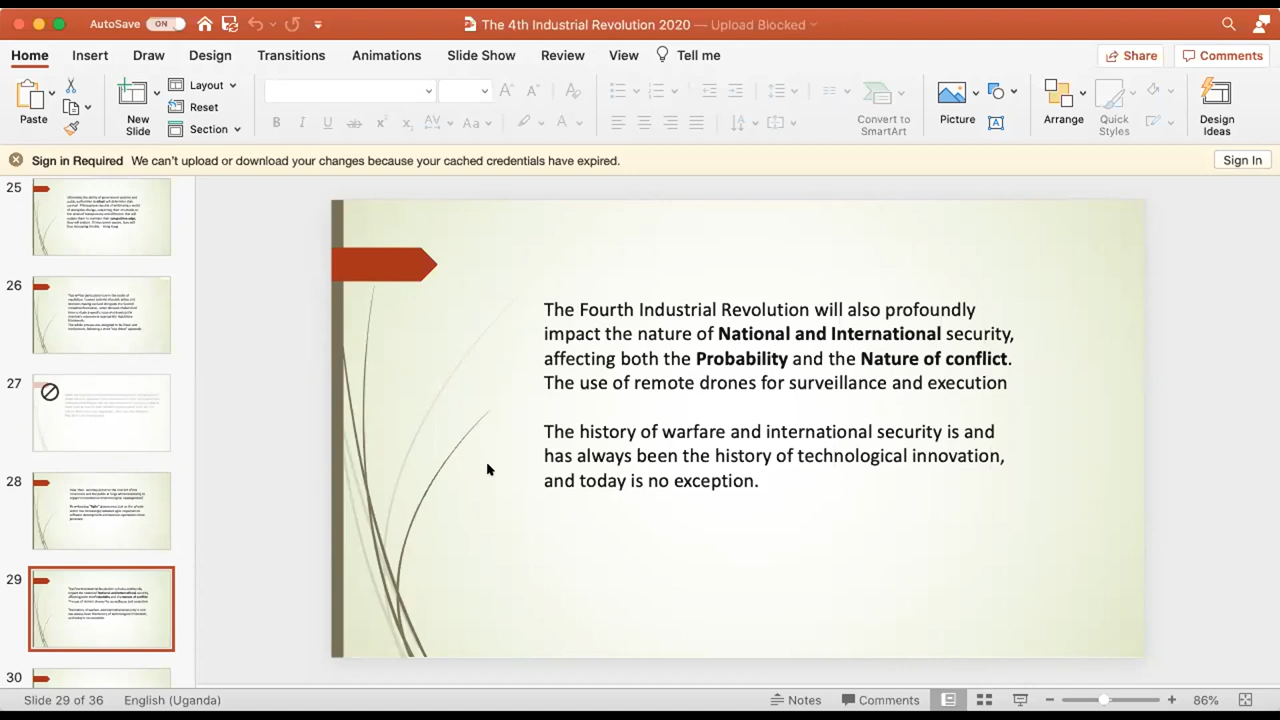 AutoSave ON
The 4th Industrial Revolution 2020 — Upload Blocked
Home Insert Draw Design Transitions Animations Slide Show Review View Tell me Share Comments
Paste
New Slide
Layout
Reset
Section
B I U ab x² x₂ AV Aa A
Convert to SmartArt
Picture
Arrange
Quick Styles
Design Ideas
Sign in Required We can't upload or download your changes because your cached credentials have expired. Sign In
25
26
27
28
29
30
The Fourth Industrial Revolution will also profoundly
impact the nature of National and International security,
affecting both the Probability and the Nature of conflict.
The use of remote drones for surveillance and execution
The history of warfare and international security is and
has always been the history of technological innovation,
and today is no exception.
Slide 29 of 36 English (Uganda) Notes Comments 86%